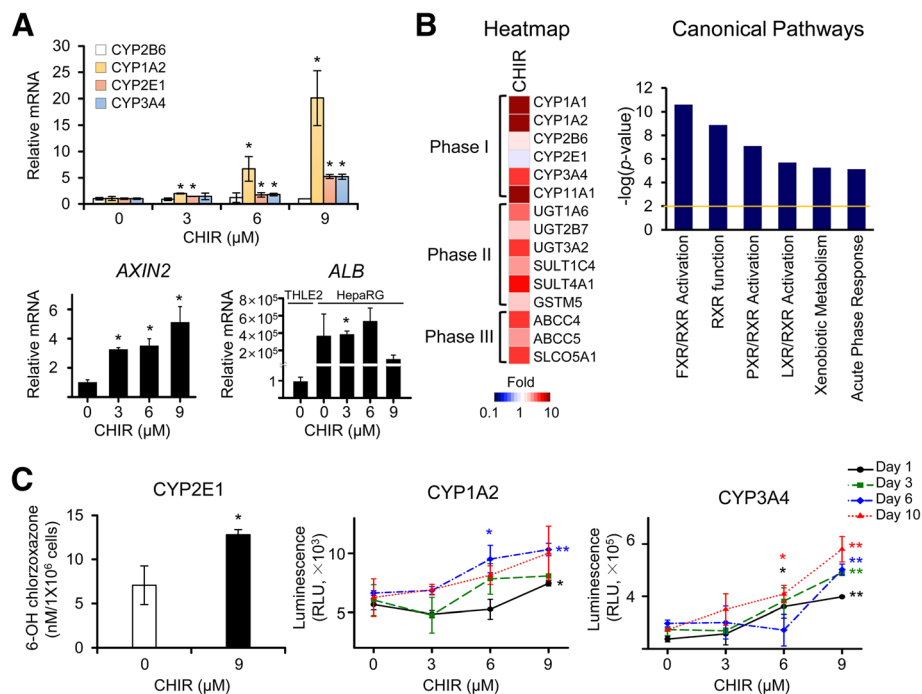 A
Relative mRNA
30
25
20
15
10
5
0
CYP2B6
CYP1A2
CYP2E1
CYP3A4
*
* *
*
* *
*
* *
0 3 6 9
CHIR (µM)
AXIN2
Relative mRNA
6
4
2
0
* * *
0 3 6 9
CHIR (µM)
ALB
THLE2 HepaRG
Relative mRNA
8×10⁵
6×10⁵
4×10⁵
2×10⁵
1
*
0 0 3 6 9
CHIR (µM)
B
Heatmap
CHIR
Phase I
CYP1A1
CYP1A2
CYP2B6
CYP2E1
CYP3A4
CYP11A1
Phase II
UGT1A6
UGT2B7
UGT3A2
SULT1C4
SULT4A1
GSTM5
Phase III
ABCC4
ABCC5
SLCO5A1
Fold
0.1 1 10
Canonical Pathways
-log(p-value)
12
10
8
6
4
2
0
FXR/RXR Activation
RXR function
PXR/RXR Activation
LXR/RXR Activation
Xenobiotic Metabolism
Acute Phase Response
C
CYP2E1
6-OH chlorzoxazone
(nM/1X10⁶ cells)
15
10
5
0
*
0 9
CHIR (µM)
CYP1A2
Luminescence
(RLU, ×10³)
10
5
*
**
*
0 3 6 9
CHIR (µM)
CYP3A4
Luminescence
(RLU, ×10⁵)
6
4
2
*
*
**
**
**
**
0 3 6 9
CHIR (µM)
Day 1
Day 3
Day 6
Day 10